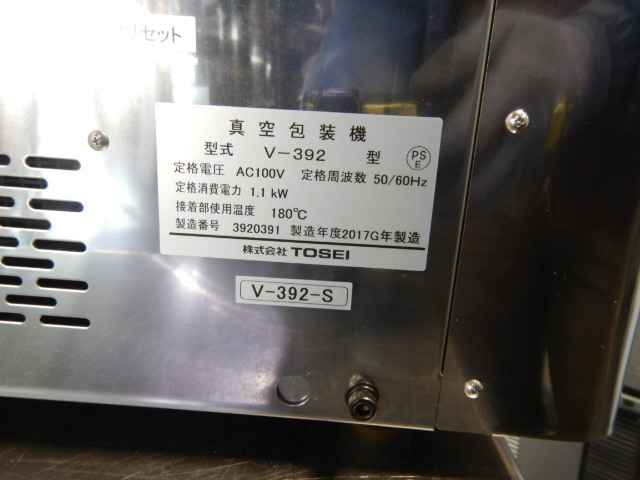 リセット
真空包装機
型式 V-392 型
PS
E
定格電圧 AC100V 定格周波数 50/60Hz
定格消費電力 1.1 kW
接着部使用温度 180℃
製造番号 3920391 製造年度2017G年製造
株式会社 TOSEI
V-392-S